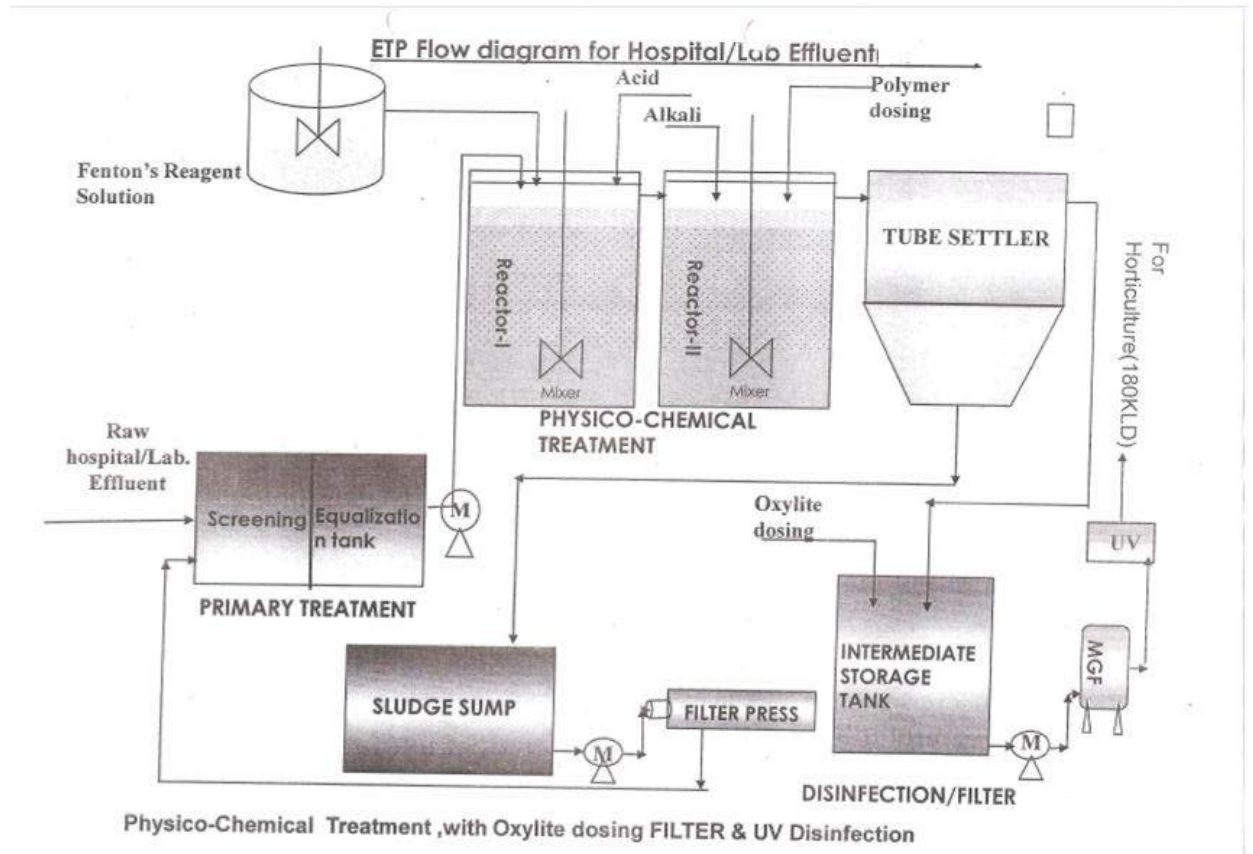 ETP Flow diagram for Hospital/Lab Effluent
Acid
Polymer
dosing
Alkali
Fenton's Reagent
Solution
TUBE SETTLER
For
Horticulture(180KLD)
Reactor-I
Reactor-II
Mixer
Mixer
PHYSICO-CHEMICAL
TREATMENT
Raw
hospital/Lab.
Effluent
Screening
Equalizatio
n tank
M
Oxylite
dosing
UV
PRIMARY TREATMENT
INTERMEDIATE
STORAGE
TANK
MGF
SLUDGE SUMP
FILTER PRESS
M
M
DISINFECTION/FILTER
Physico-Chemical Treatment ,with Oxylite dosing FILTER & UV Disinfection